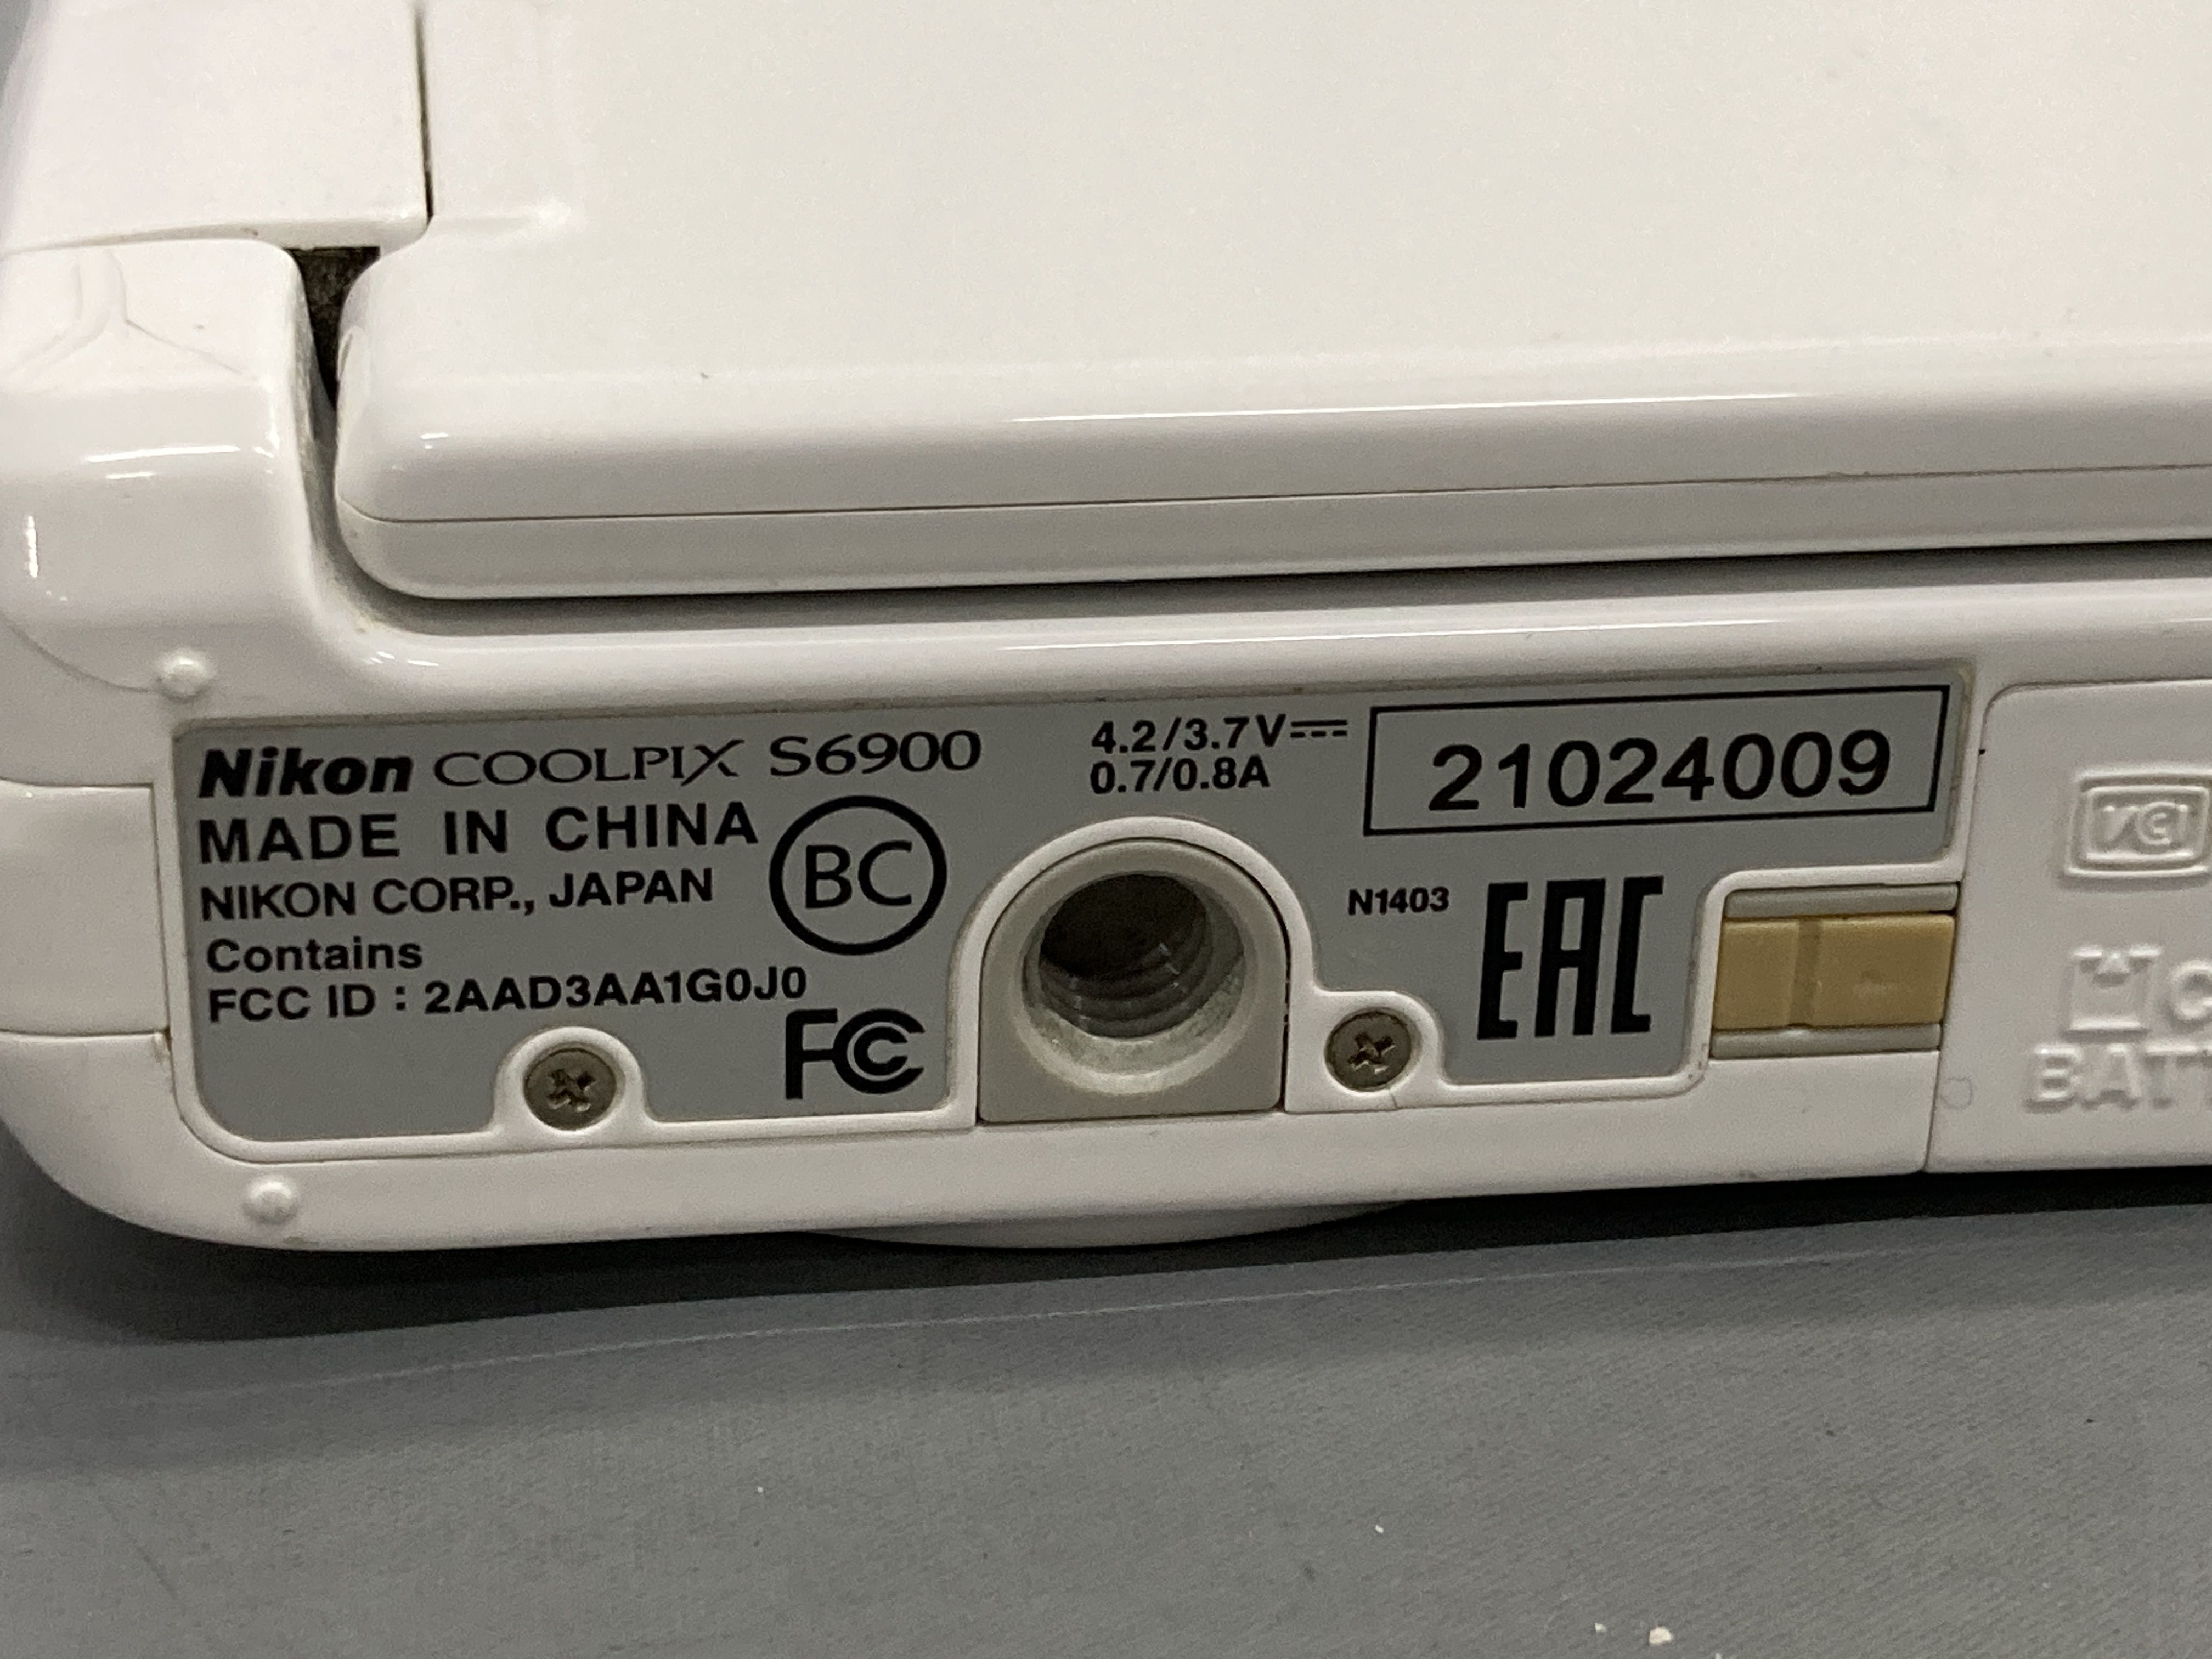 Nikon COOLPIX S6900
MADE IN CHINA
NIKON CORP., JAPAN
Contains
FCC ID : 2AAD3AA1G0J0
BC
FC
4.2/3.7V
0.7/0.8A
21024009
N1403
EAC
VCI